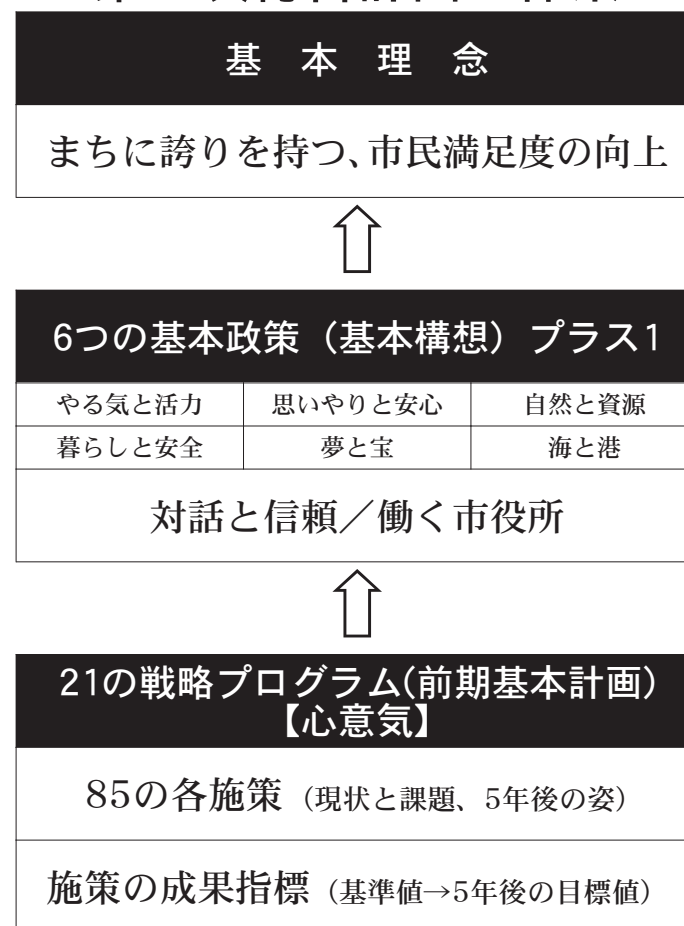 基 本 理 念
まちに誇りを持つ、市民満足度の向上
6つの基本政策（基本構想）プラス1
やる気と活力 思いやりと安心 自然と資源
暮らしと安全 夢と宝 海と港
対話と信頼／働く市役所
21の戦略プログラム(前期基本計画)
【心意気】
85の各施策（現状と課題、5年後の姿）
施策の成果指標（基準値→5年後の目標値）